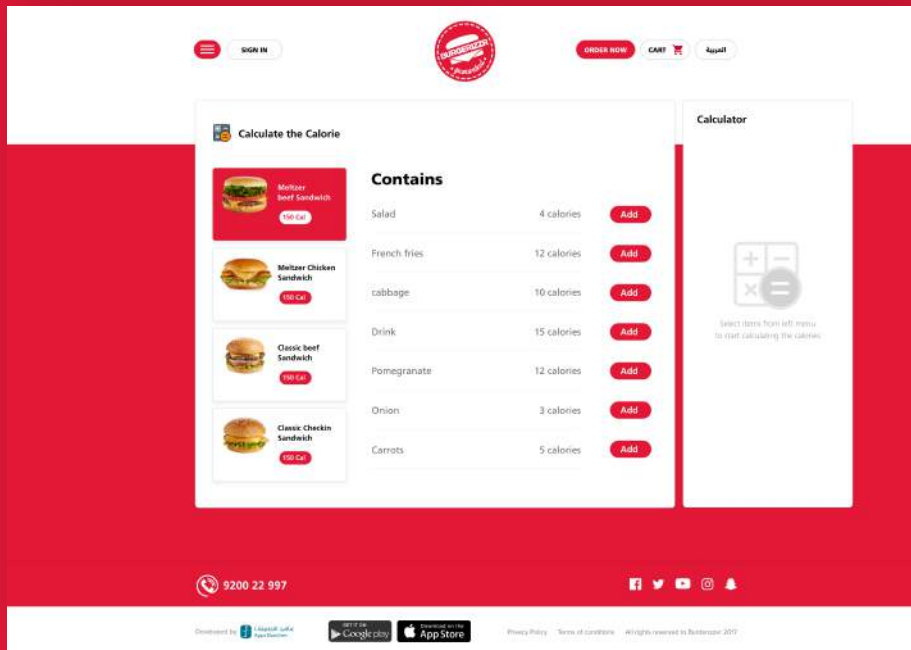 SIGN IN
BURGERIZZR
ORDER NOW
CART
العربية
Calculate the Calorie
Meltzer
beef Sandwich
150 Cal
Meltzer Chicken
Sandwich
150 Cal
Classic beef
Sandwich
150 Cal
Classic Checkin
Sandwich
150 Cal
Contains
Salad 4 calories Add
French fries 12 calories Add
cabbage 10 calories Add
Drink 15 calories Add
Pomegranate 12 calories Add
Onion 3 calories Add
Carrots 5 calories Add
Calculator
Select items from left menu
to start calculating the calories
9200 22 997
Developed by
GET IT ON
Google play
Download on the
App Store
Privacy Policy Terms of conditions All rights reserved to 2017